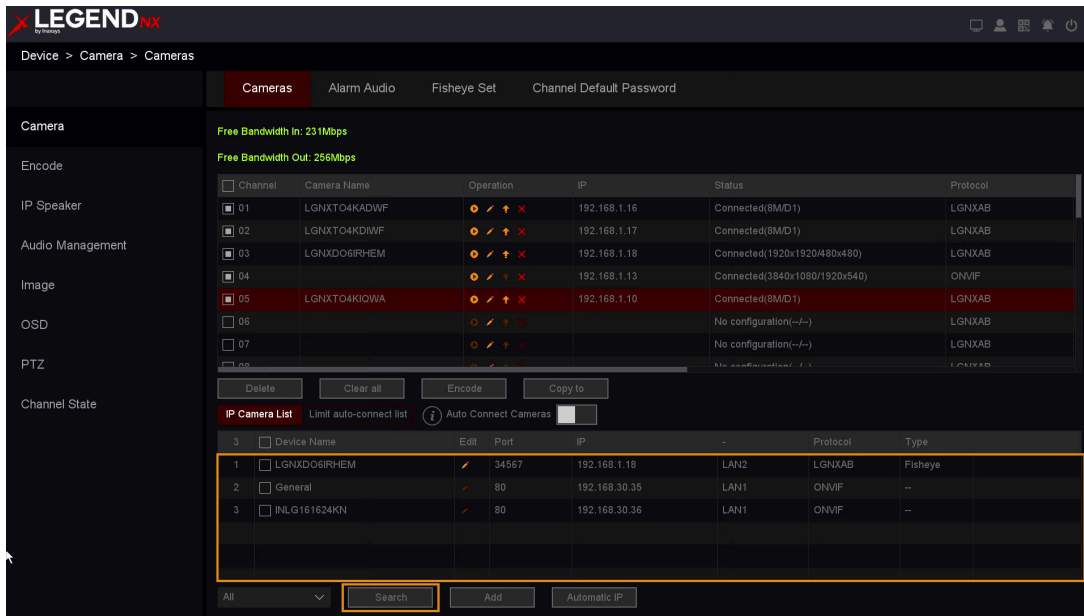 LEGENDNX
by Inaxsys
Device > Camera > Cameras
Cameras Alarm Audio Fisheye Set Channel Default Password
Camera
Encode
IP Speaker
Audio Management
Image
OSD
PTZ
Channel State
Free Bandwidth In: 231Mbps
Free Bandwidth Out: 256Mbps
Channel Camera Name Operation IP Status Protocol
01 LGNXTO4KADWF 192.168.1.16 Connected(8M/D1) LGNXAB
02 LGNXTO4KDIWF 192.168.1.17 Connected(8M/D1) LGNXAB
03 LGNXDO6IRHEM 192.168.1.18 Connected(1920x1920/480x480) LGNXAB
04 192.168.1.13 Connected(3840x1080/1920x540) ONVIF
05 LGNXTO4KIQWA 192.168.1.10 Connected(8M/D1) LGNXAB
06 No configuration(--/--) LGNXAB
07 No configuration(--/--) LGNXAB
08 No configuration(--/--) LGNXAB
Delete Clear all Encode Copy to
IP Camera List Limit auto-connect list i Auto Connect Cameras
3 Device Name Edit Port IP - Protocol Type
1 LGNXDO6IRHEM 34567 192.168.1.18 LAN2 LGNXAB Fisheye
2 General 80 192.168.30.35 LAN1 ONVIF --
3 INLG161624KN 80 192.168.30.36 LAN1 ONVIF --
All Search Add Automatic IP